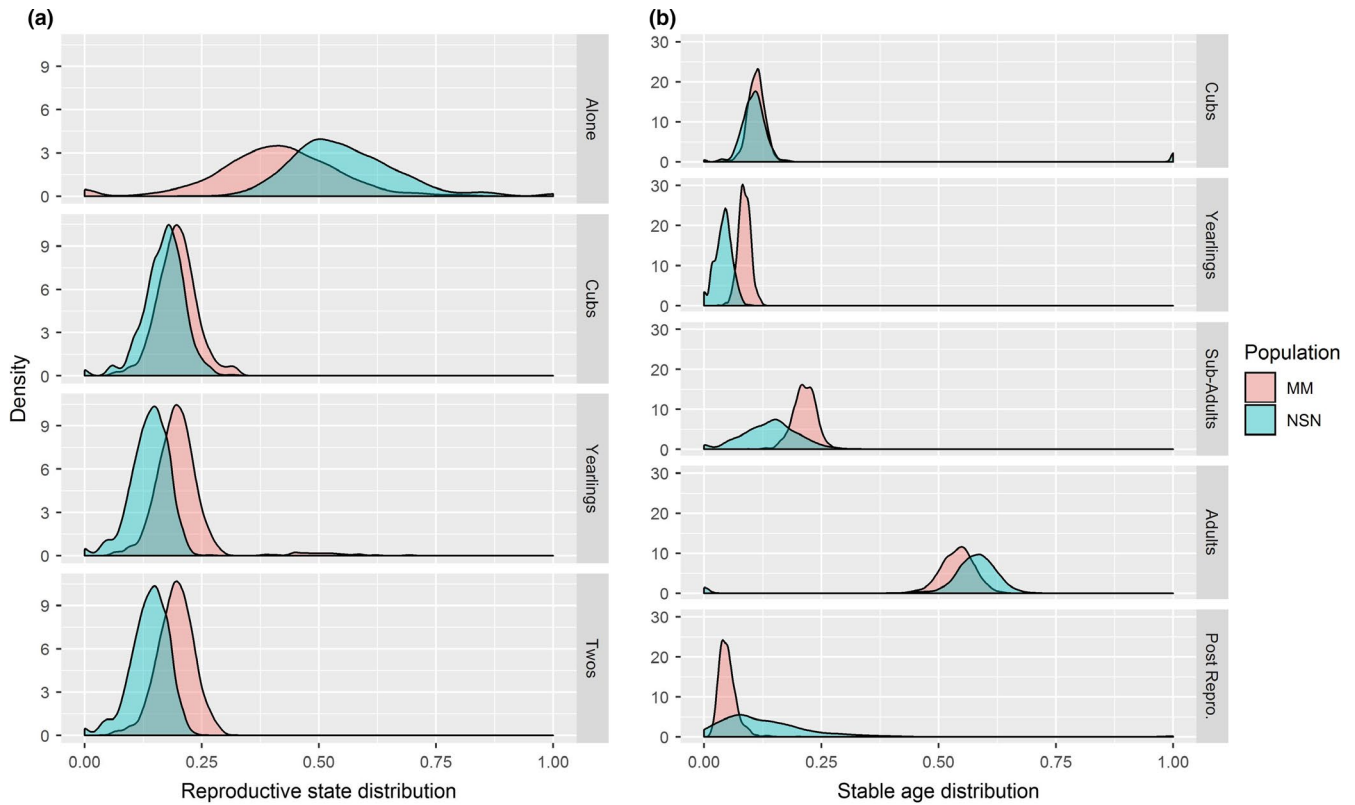 (a)
Density
9
6
3
0
Alone
9
6
3
0
Cubs
9
6
3
0
Yearlings
9
6
3
0
Twos
0.00 0.25 0.50 0.75 1.00
Reproductive state distribution
(b)
30
20
10
0
Cubs
30
20
10
0
Yearlings
30
20
10
0
Sub-Adults
30
20
10
0
Adults
30
20
10
0
Post Repro.
0.00 0.25 0.50 0.75 1.00
Stable age distribution
Population
MM
NSN